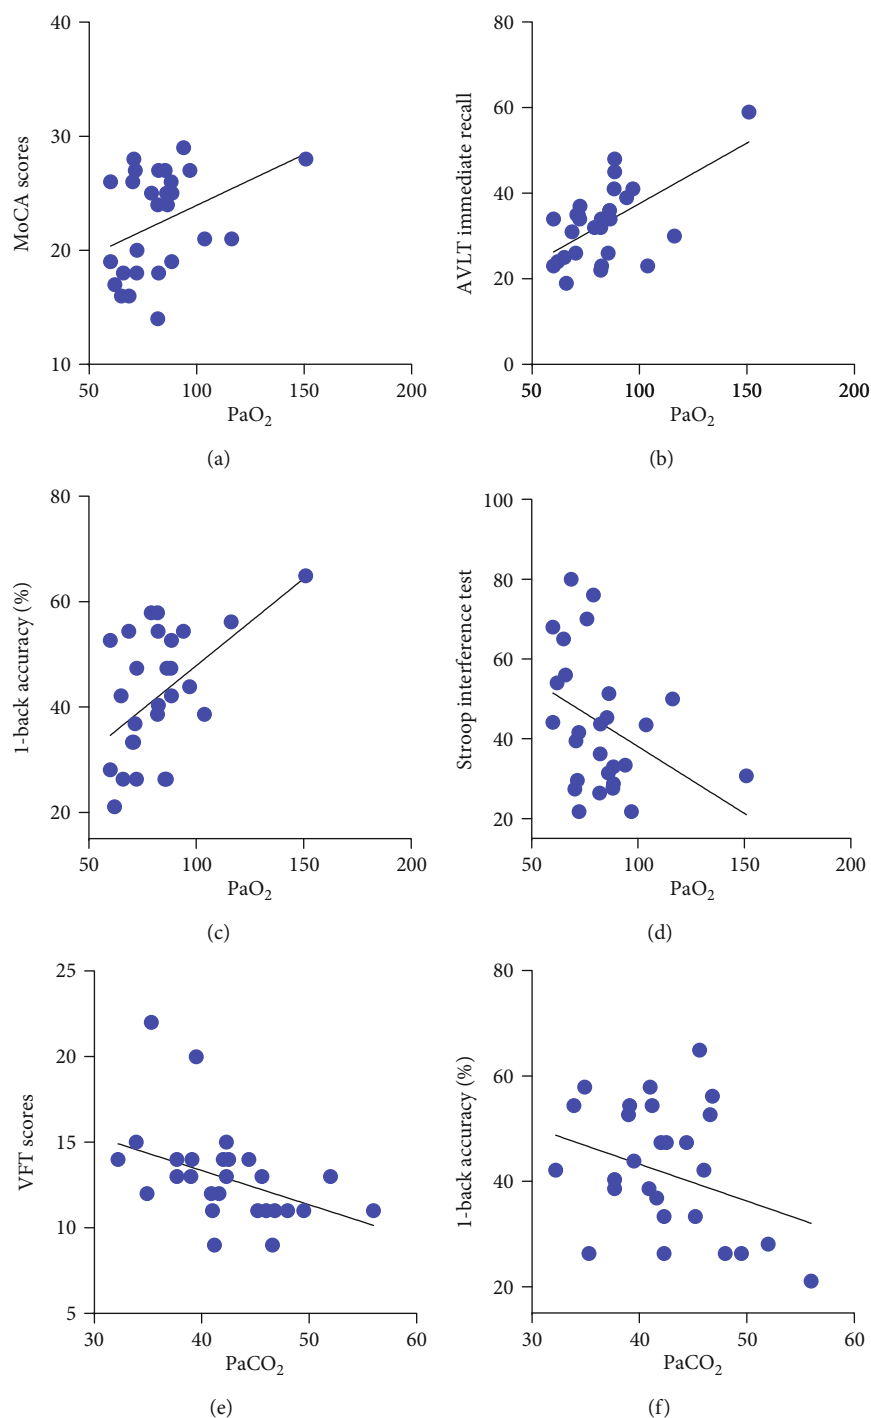 40
30
20
10
MoCA scores
50
100
150
200
PaO2
(a)
80
60
40
20
0
AVLT immediate recall
50
100
150
200
PaO2
(b)
80
60
40
20
1-back accuracy (%)
50
100
150
200
PaO2
(c)
100
80
60
40
20
Stroop interference test
50
100
150
200
PaO2
(d)
25
20
15
10
5
VFT scores
30
40
50
60
PaCO2
(e)
80
60
40
20
1-back accuracy (%)
30
40
50
60
PaCO2
(f)